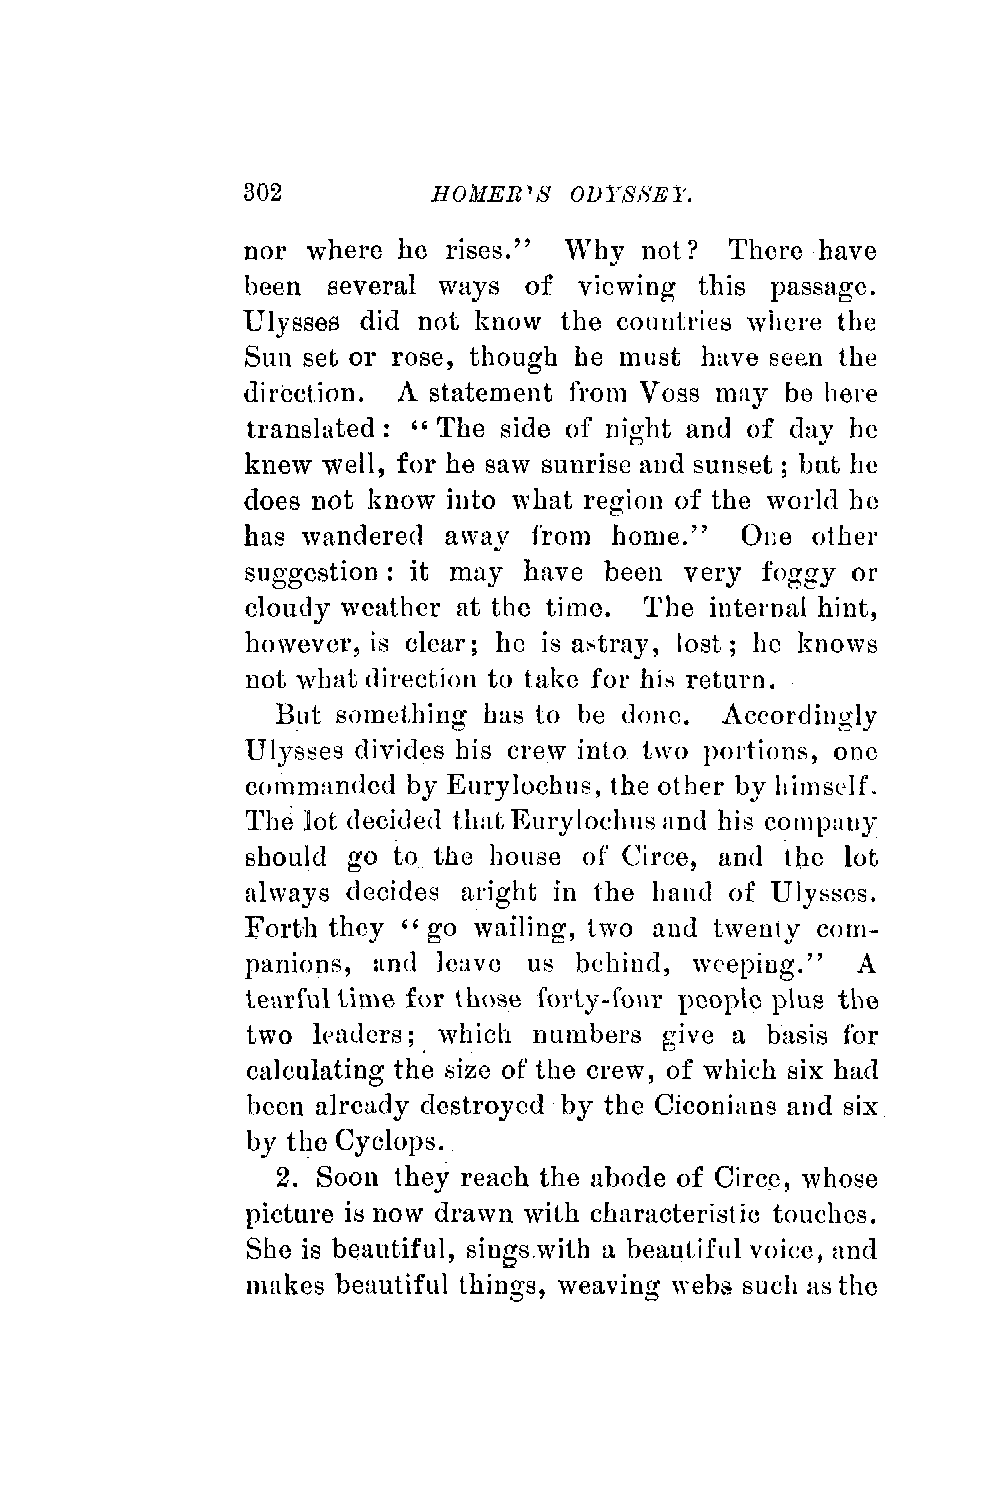 302 HOMER'S ODYSSEY.
nor where he rises." Why not? There have
been several ways of viewing this passage.
Ulysses did not know the countries where the
Sun set or rose, though he must have seen the
direction. A statement from Voss may be here
translated: "The side of night and of day he
knew well, for he saw sunrise and sunset; but he
does not know into what region of the world he
has wandered away from home." One other
suggestion: it may have been very foggy or
cloudy weather at the time. The internal hint,
however, is clear; he is astray, lost; he knows
not what direction to take for his return.
But something has to be done. Accordingly
Ulysses divides his crew into two portions, one
commanded by Eurylochus, the other by himself.
The lot decided that Eurylochus and his company
should go to the house of Circe, and the lot
always decides aright in the hand of Ulysses.
Forth they "go wailing, two and twenty com-
panions, and leave us behind, weeping." A
tearful time for those forty-four people plus the
two leaders; which numbers give a basis for
calculating the size of the crew, of which six had
been already destroyed by the Ciconians and six
by the Cyclops.
2. Soon they reach the abode of Circe, whose
picture is now drawn with characteristic touches.
She is beautiful, sings with a beautiful voice, and
makes beautiful things, weaving webs such as the